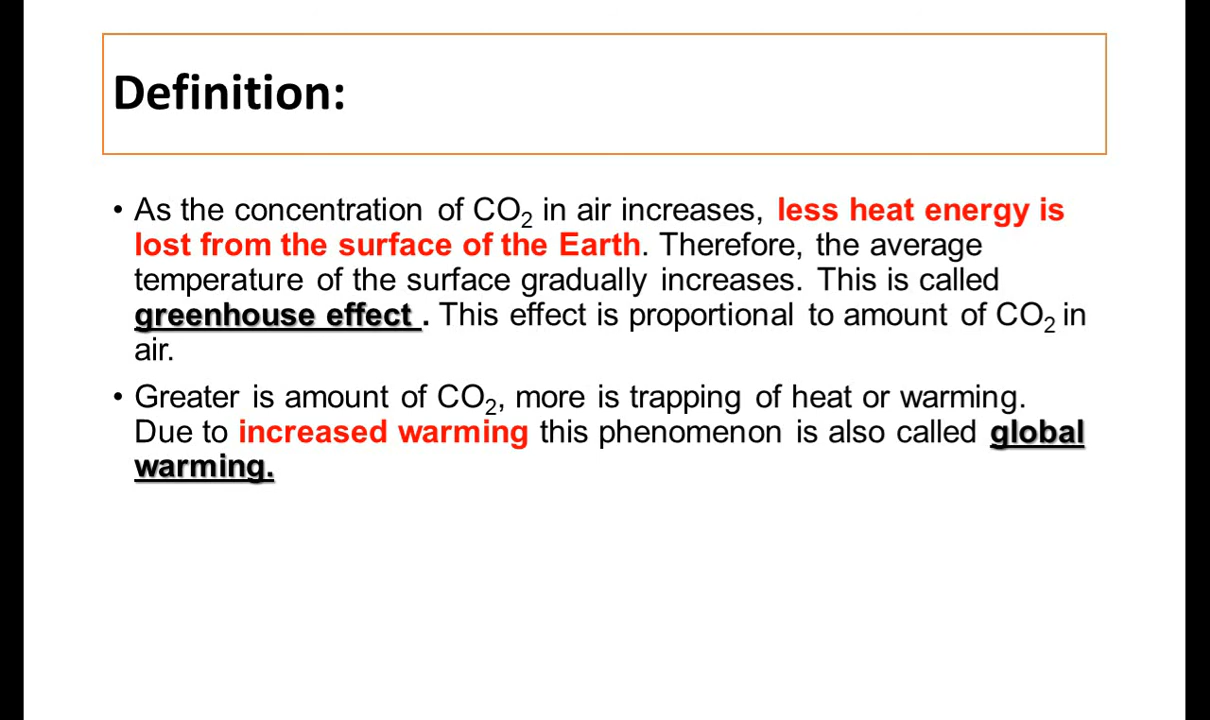 Definition:
• As the concentration of CO₂ in air increases, less heat energy is
lost from the surface of the Earth. Therefore, the average
temperature of the surface gradually increases. This is called
greenhouse effect . This effect is proportional to amount of CO₂ in
air.
• Greater is amount of CO₂, more is trapping of heat or warming.
Due to increased warming this phenomenon is also called global
warming.